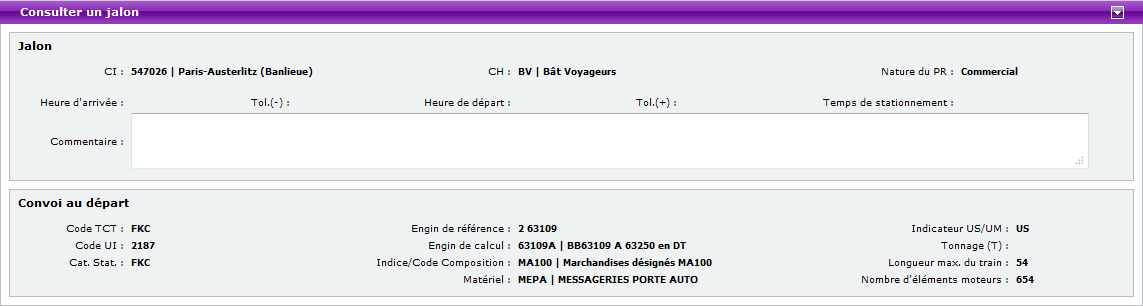 Consulter un jalon
Jalon
CI : 547026 | Paris-Austerlitz (Banlieue) CH : BV | Bât Voyageurs Nature du PR : Commercial
Heure d'arrivée : Tol.(-) : Heure de départ : Tol.(+) : Temps de stationnement :
Commentaire :
Convoi au départ
Code TCT : FKC Engin de référence : 2 63109 Indicateur US/UM : US
Code UI : 2187 Engin de calcul : 63109A | BB63109 A 63250 en DT Tonnage (T) :
Cat. Stat. : FKC Indice/Code Composition : MA100 | Marchandises désignés MA100 Longueur max. du train : 54
Matériel : MEPA | MESSAGERIES PORTE AUTO Nombre d'éléments moteurs : 654